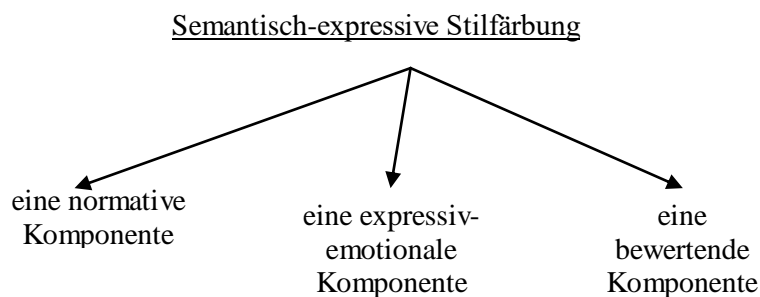 Semantisch-expressive Stilfärbung
eine normative
Komponente
eine expressiv-
emotionale
Komponente
eine
bewertende
Komponente